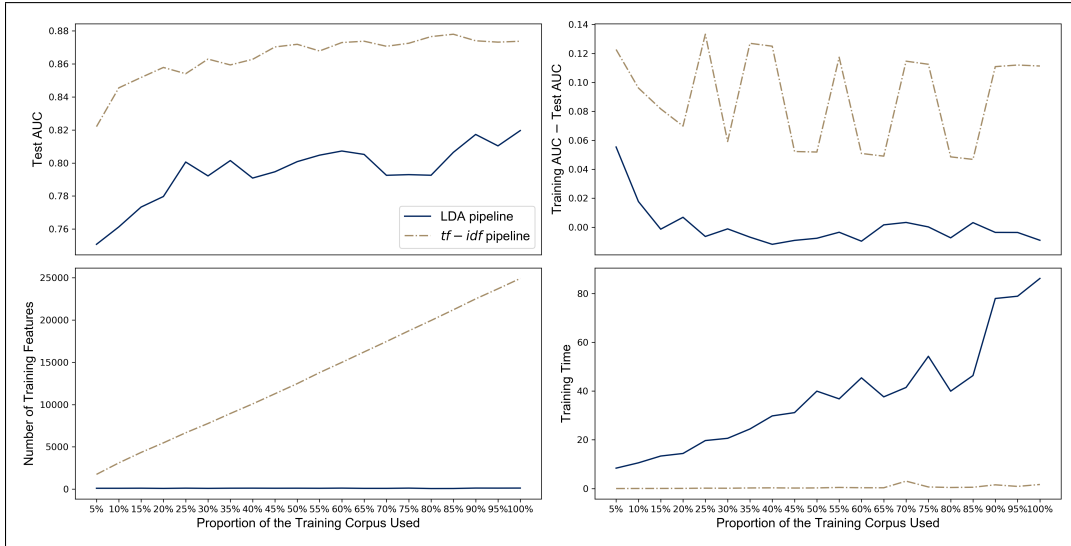 0.88
0.86
0.84
0.82
0.80
0.78
0.76
Test AUC
LDA pipeline
tf − idf pipeline
0.14
0.12
0.10
0.08
0.06
0.04
0.02
0.00
Training AUC − Test AUC
25000
20000
15000
10000
5000
0
Number of Training Features
5% 10% 15% 20% 25% 30% 35% 40% 45% 50% 55% 60% 65% 70% 75% 80% 85% 90% 95% 100%
Proportion of the Training Corpus Used
80
60
40
20
0
Training Time
5% 10% 15% 20% 25% 30% 35% 40% 45% 50% 55% 60% 65% 70% 75% 80% 85% 90% 95% 100%
Proportion of the Training Corpus Used